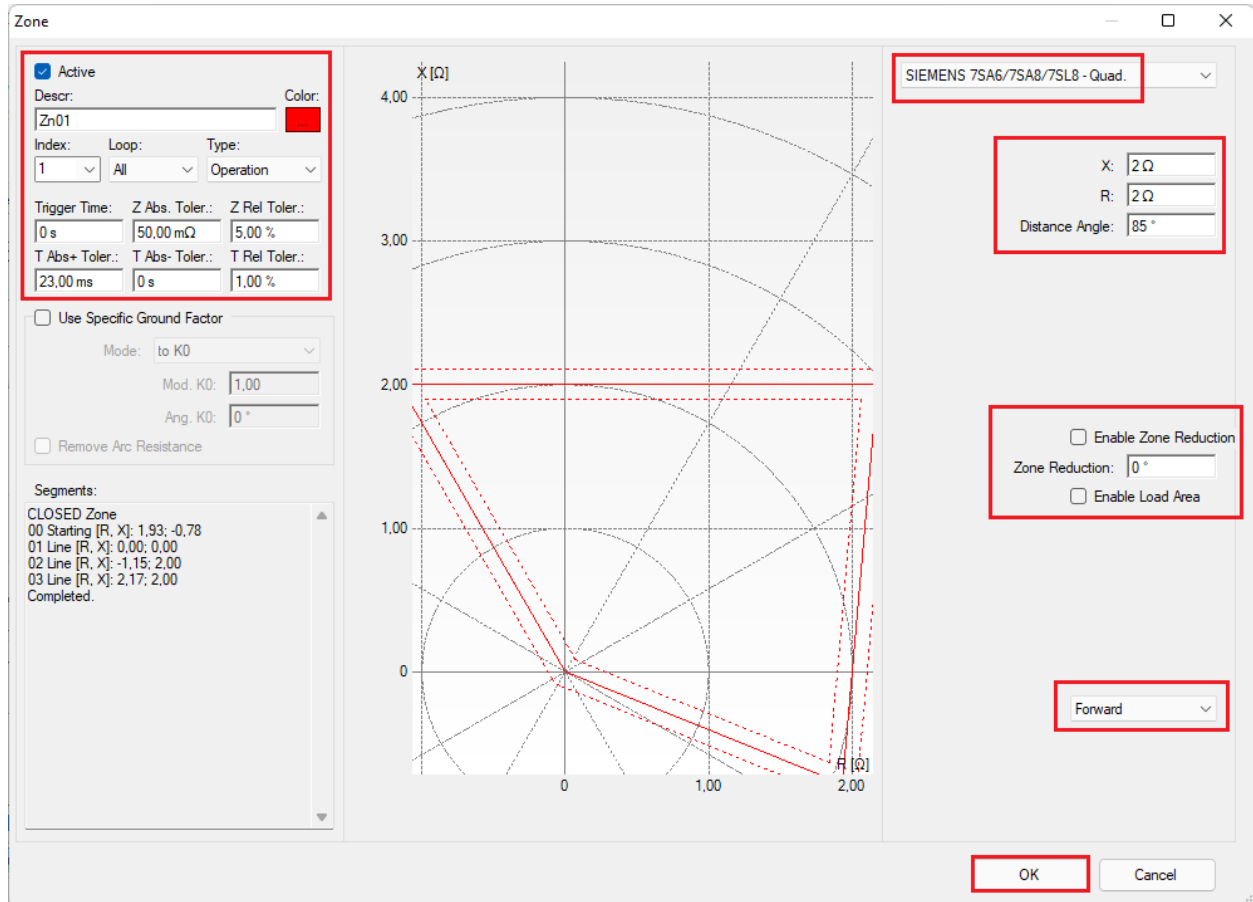 Zone
Active
Descr: Color:
Zn01 ...
Index: Loop: Type:
1 All Operation
Trigger Time: Z Abs. Toler.: Z Rel Toler.:
0 s 50,00 mΩ 5,00 %
T Abs+ Toler.: T Abs- Toler.: T Rel Toler.:
23,00 ms 0 s 1,00 %
Use Specific Ground Factor
Mode: to K0
Mod. K0: 1,00
Ang. K0: 0 °
Remove Arc Resistance
Segments:
CLOSED Zone
00 Starting [R, X]: 1,93; -0,78
01 Line [R, X]: 0,00; 0,00
02 Line [R, X]: -1,15; 2,00
03 Line [R, X]: 2,17; 2,00
Completed.
X [Ω]
4,00
3,00
2,00
1,00
0
R [Ω]
0 1,00 2,00
SIEMENS 7SA6/7SA8/7SL8 - Quad.
X: 2 Ω
R: 2 Ω
Distance Angle: 85 °
Enable Zone Reduction
Zone Reduction: 0 °
Enable Load Area
Forward
OK Cancel